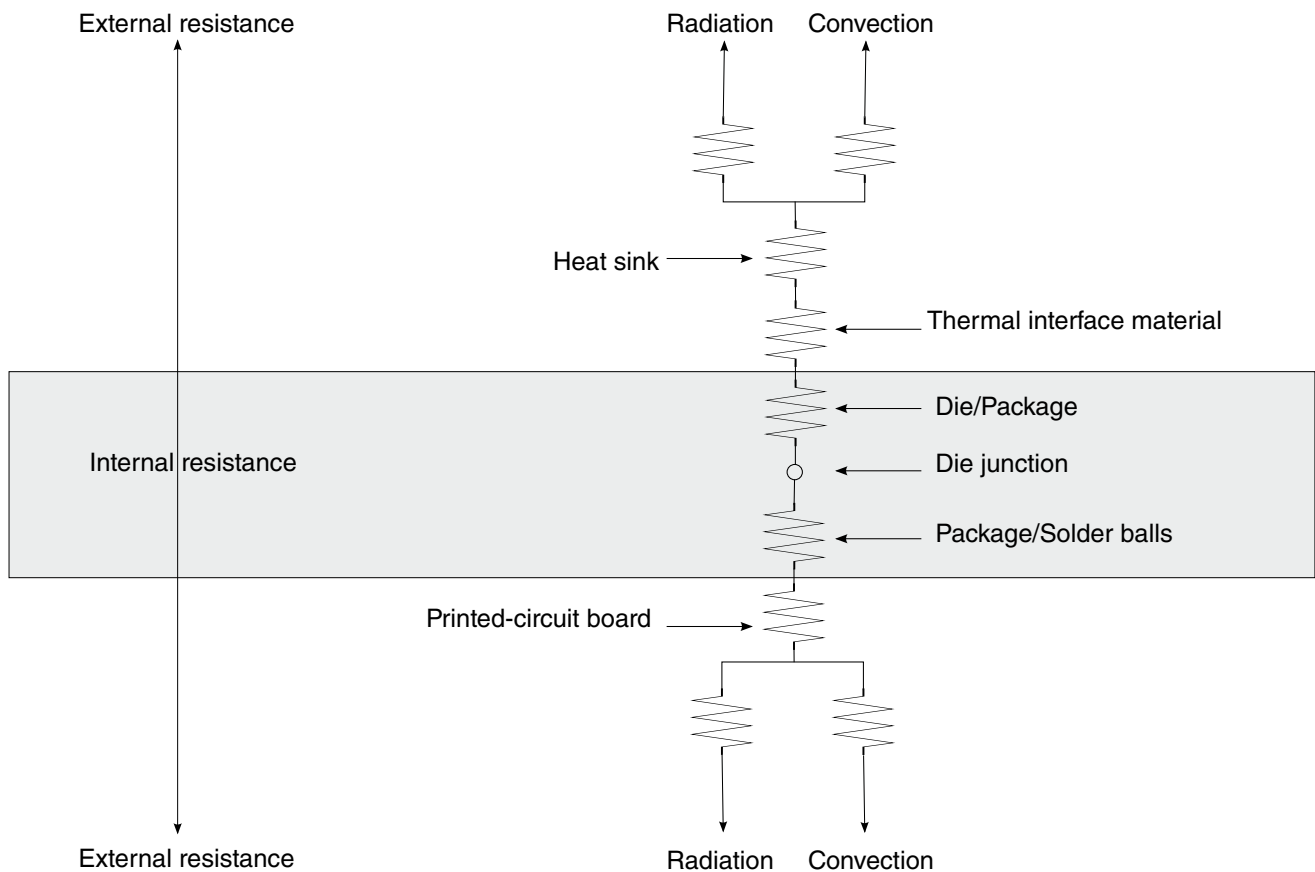 External resistance
Radiation
Convection
Heat sink
Thermal interface material
Die/Package
Internal resistance
Die junction
Package/Solder balls
Printed-circuit board
External resistance
Radiation
Convection